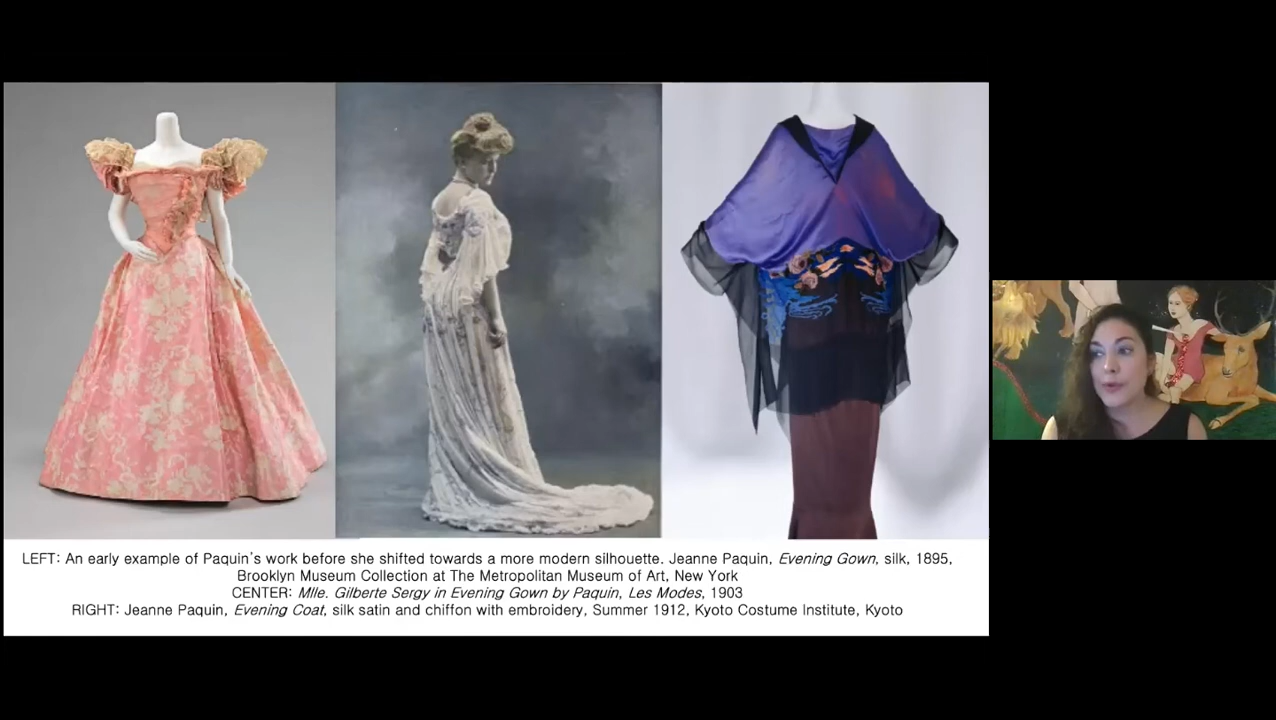 LEFT: An early example of Paquin's work before she shifted towards a more modern silhouette. Jeanne Paquin, Evening Gown, silk, 1895,
Brooklyn Museum Collection at The Metropolitan Museum of Art, New York
CENTER: Mlle. Gilberte Sergy in Evening Gown by Paquin, Les Modes, 1903
RIGHT: Jeanne Paquin, Evening Coat, silk satin and chiffon with embroidery, Summer 1912, Kyoto Costume Institute, Kyoto